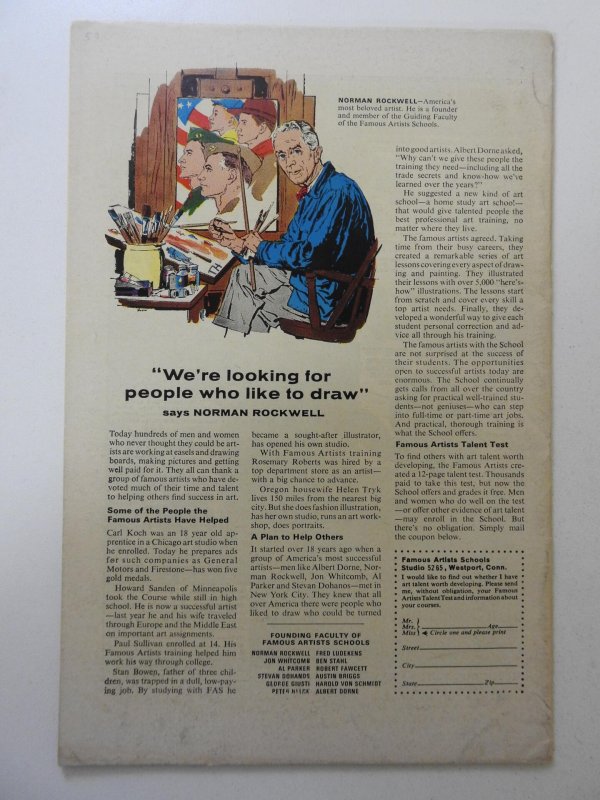 53
NORMAN ROCKWELL—America's
most beloved artist. He is a founder
and member of the Guiding Faculty
of the Famous Artists Schools.
"We're looking for
people who like to draw"
says NORMAN ROCKWELL
Today hundreds of men and women
who never thought they could be art-
ists are working at easels and drawing
boards, making pictures and getting
well paid for it. They all can thank a
group of famous artists who have de-
voted much of their time and talent
to helping others find success in art.
Some of the People the
Famous Artists Have Helped
Carl Koch was an 18 year old ap-
prentice in a Chicago art studio when
he enrolled. Today he prepares ads
for such companies as General
Motors and Firestone—has won five
gold medals.
Howard Sanden of Minneapolis
took the Course while still in high
school. He is now a successful artist
—last year he and his wife traveled
through Europe and the Middle East
on important art assignments.
Paul Sullivan enrolled at 14. His
Famous Artists training helped him
work his way through college.
Stan Bowen, father of three chil-
dren, was trapped in a dull, low-pay-
ing job. By studying with FAS he
became a sought-after illustrator,
has opened his own studio.
With Famous Artists training
Rosemary Roberts was hired by a
department store as an artist—
with a big chance to advance.
Oregon housewife Helen Tryk
lives 150 miles from the nearest big
city. But she does fashion illustration,
has her own studio, runs an art work-
shop, does portraits.
A Plan to Help Others
It started over 18 years ago when a
group of America's most successful
artists—men like Albert Dorne, Nor-
man Rockwell, Jon Whitcomb, Al
Parker and Stevan Dohanos—met in
New York City. They knew that all
over America there were people who
liked to draw who could be turned
FOUNDING FACULTY OF
FAMOUS ARTISTS SCHOOLS
NORMAN ROCKWELL FRED LUDEKENS
JON WHITCOMB BEN STAHL
AL PARKER ROBERT FAWCETT
STEVAN DOHANOS AUSTIN BRIGGS
GEORGE GIUSTI HAROLD VON SCHMIDT
PETER HELCK ALBERT DORNE
into good artists. Albert Dorne asked,
"Why can't we give these people the
training they need—including all the
trade secrets and know-how we've
learned over the years?"
He suggested a new kind of art
school—a home study art school—
that would give talented people the
best professional art training, no
matter where they live.
The famous artists agreed. Taking
time from their busy careers, they
created a remarkable series of art
lessons covering every aspect of draw-
ing and painting. They illustrated
their lessons with over 5,000 "here's-
how" illustrations. The lessons start
from scratch and cover every skill a
top artist needs. Finally, they de-
veloped a wonderful way to give each
student personal correction and ad-
vice all through his training.
The famous artists with the School
are not surprised at the success of
their students. The opportunities
open to successful artists today are
enormous. The School continually
gets calls from all over the country
asking for practical well-trained stu-
dents—not geniuses—who can step
into full-time or part-time art jobs.
And practical, thorough training is
what the School offers.
Famous Artists Talent Test
To find others with art talent worth
developing, the Famous Artists cre-
ated a 12-page talent test. Thousands
paid to take this test, but now the
School offers and grades it free. Men
and women who do well on the test
—or offer other evidence of art talent
—may enroll in the School. But
there's no obligation. Simply mail
the coupon below.
Famous Artists Schools
Studio 5265, Westport, Conn.
I would like to find out whether I have
art talent worth developing. Please send
me, without obligation, your Famous
Artists Talent Test and information about
your courses.
Mr.
Mrs. Age
Miss Circle one and please print
Street
City
State Zip